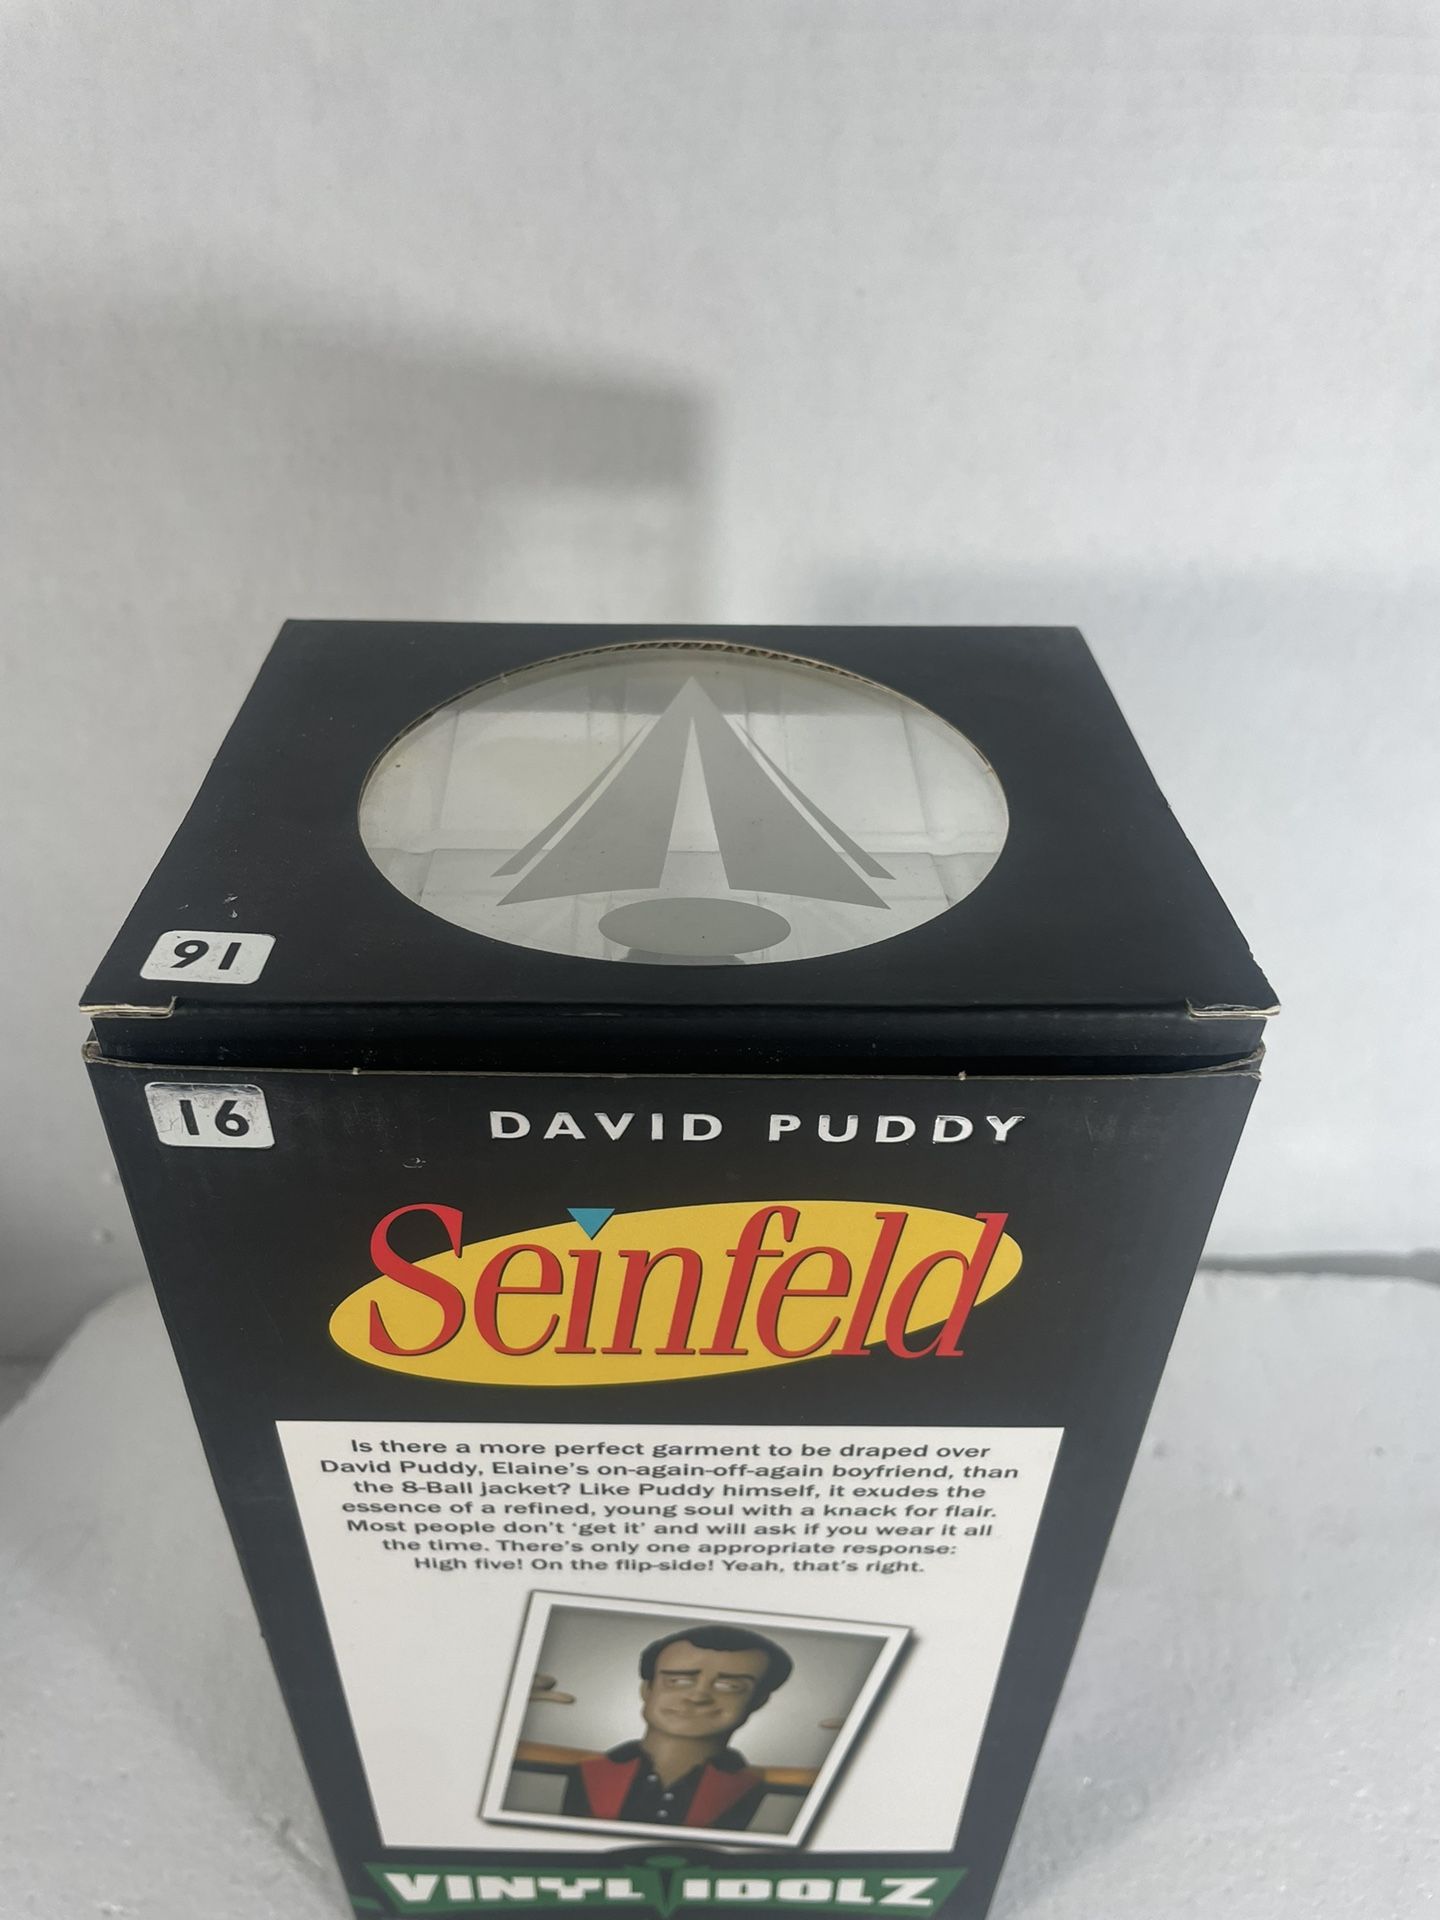 16
16
DAVID PUDDY
Seinfeld
Is there a more perfect garment to be draped over
David Puddy, Elaine's on-again-off-again boyfriend, than
the 8-Ball jacket? Like Puddy himself, it exudes the
essence of a refined, young soul with a knack for flair.
Most people don't 'get it' and will ask if you wear it all
the time. There's only one appropriate response:
High five! On the flip-side! Yeah, that's right.
VINYL IDOLZ